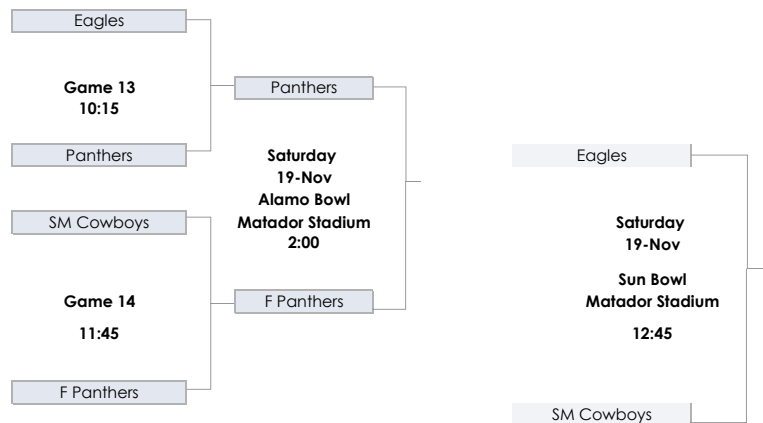 Eagles
Game 13
10:15
Panthers
SM Cowboys
Game 14
11:45
F Panthers
Panthers
Saturday
19-Nov
Alamo Bowl
Matador Stadium
2:00
F Panthers
Eagles
Saturday
19-Nov
Sun Bowl
Matador Stadium
12:45
SM Cowboys